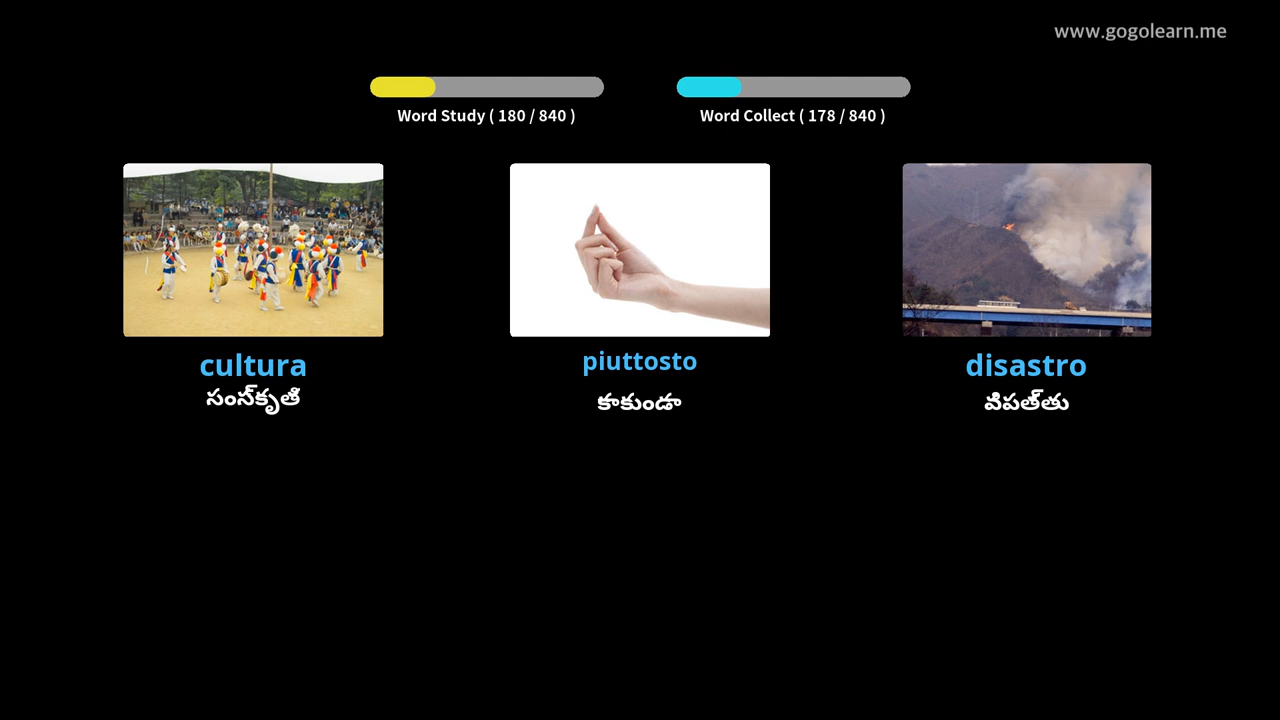 www.gogolearn.me
Word Study ( 180 / 840 )
Word Collect ( 178 / 840 )
cultura
సంస్కృతి
piuttosto
కాకుండా
disastro
విపత్తు